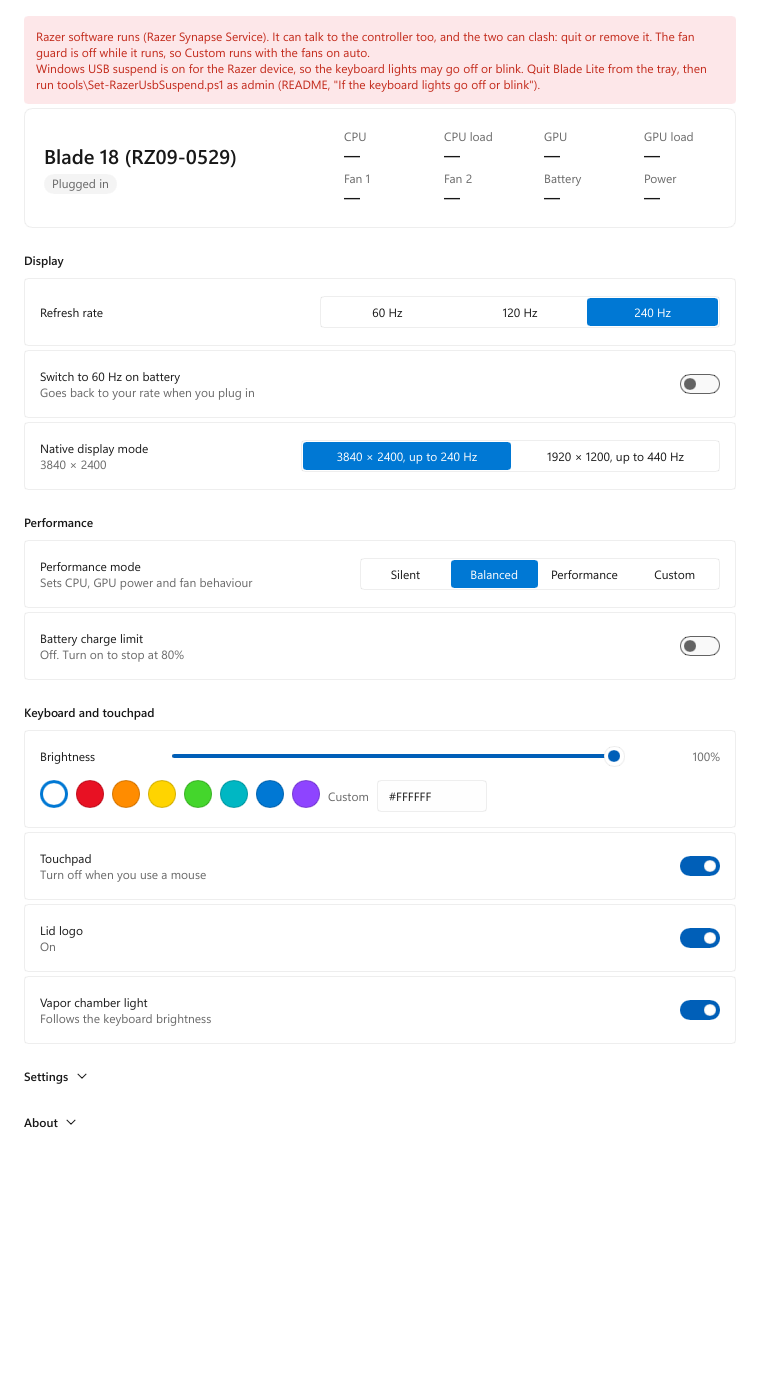 Razer software runs (Razer Synapse Service). It can talk to the controller too, and the two can clash: quit or remove it. The fan
guard is off while it runs, so Custom runs with the fans on auto.
Windows USB suspend is on for the Razer device, so the keyboard lights may go off or blink. Quit Blade Lite from the tray, then
run tools\Set-RazerUsbSuspend.ps1 as admin (README, "If the keyboard lights go off or blink").
Blade 18 (RZ09-0529)
Plugged in
CPU CPU load GPU GPU load
— — — —
Fan 1 Fan 2 Battery Power
— — — —
Display
Refresh rate
60 Hz 120 Hz 240 Hz
Switch to 60 Hz on battery
Goes back to your rate when you plug in
Native display mode
3840 × 2400
3840 × 2400, up to 240 Hz 1920 × 1200, up to 440 Hz
Performance
Performance mode
Sets CPU, GPU power and fan behaviour
Silent Balanced Performance Custom
Battery charge limit
Off. Turn on to stop at 80%
Keyboard and touchpad
Brightness 100%
Custom #FFFFFF
Touchpad
Turn off when you use a mouse
Lid logo
On
Vapor chamber light
Follows the keyboard brightness
Settings
About